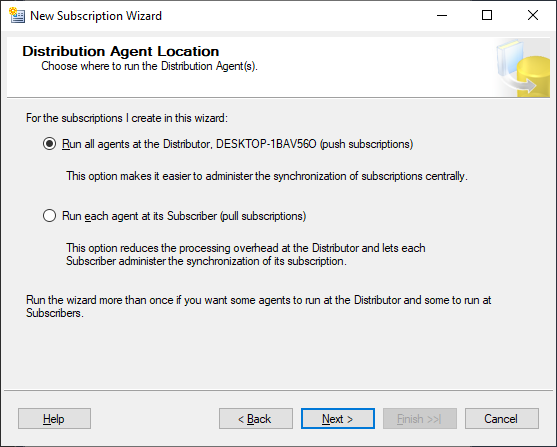 New Subscription Wizard
Distribution Agent Location
Choose where to run the Distribution Agent(s).
For the subscriptions I create in this wizard:
Run all agents at the Distributor, DESKTOP-1BAV56O (push subscriptions)
This option makes it easier to administer the synchronization of subscriptions centrally.
Run each agent at its Subscriber (pull subscriptions)
This option reduces the processing overhead at the Distributor and lets each
Subscriber administer the synchronization of its subscription.
Run the wizard more than once if you want some agents to run at the Distributor and some to run at
Subscribers.
Help
< Back
Next >
Finish >>|
Cancel